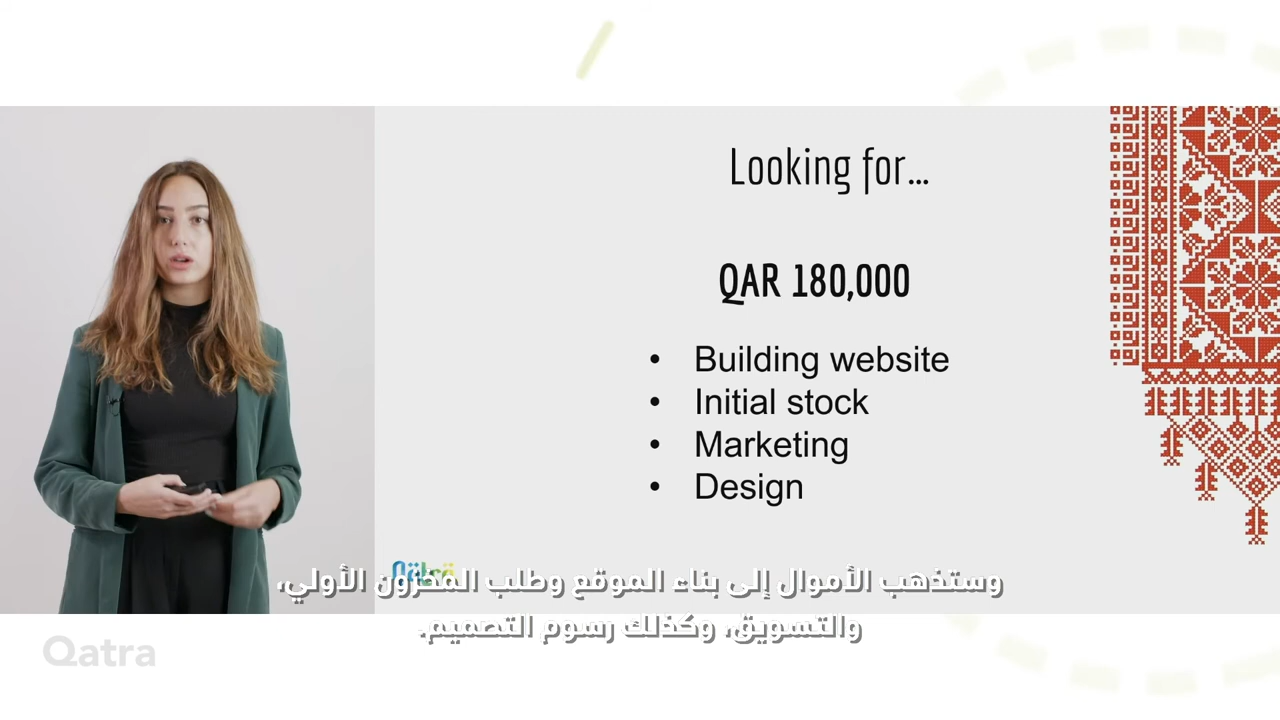 Looking for...
QAR 180,000
• Building website
• Initial stock
• Marketing
• Design
وستذهب الأموال إلى بناء الموقع وطلب المخزون الأولي،
والتسويق، وكذلك رسوم التصميم.
Qatra